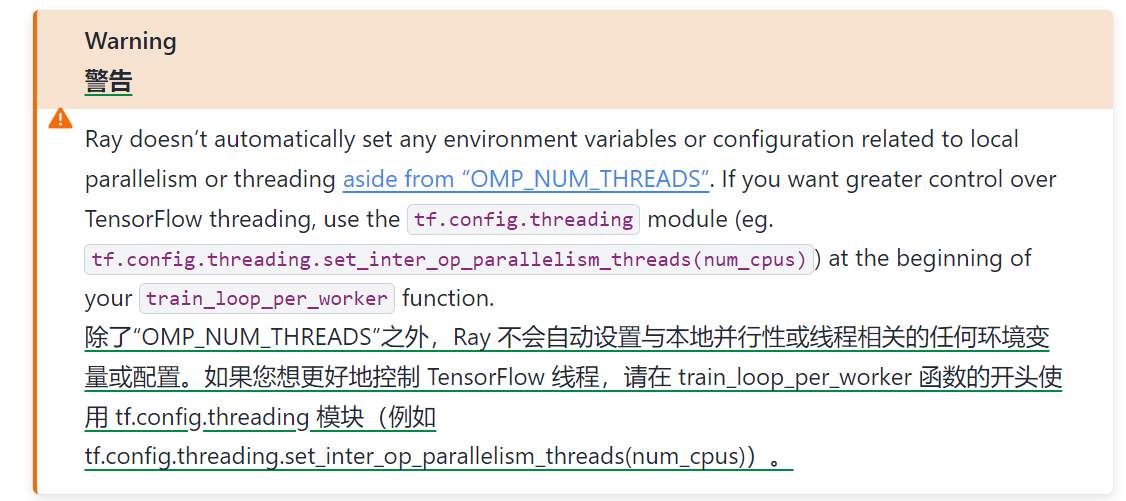 Warning
警告
Ray doesn’t automatically set any environment variables or configuration related to local
parallelism or threading aside from “OMP_NUM_THREADS”. If you want greater control over
TensorFlow threading, use the tf.config.threading module (eg.
tf.config.threading.set_inter_op_parallelism_threads(num_cpus)) at the beginning of
your train_loop_per_worker function.
除了“OMP_NUM_THREADS”之外，Ray 不会自动设置与本地并行性或线程相关的任何环境变
量或配置。如果您想更好地控制 TensorFlow 线程，请在 train_loop_per_worker 函数的开头使
用 tf.config.threading 模块（例如
tf.config.threading.set_inter_op_parallelism_threads(num_cpus)）。